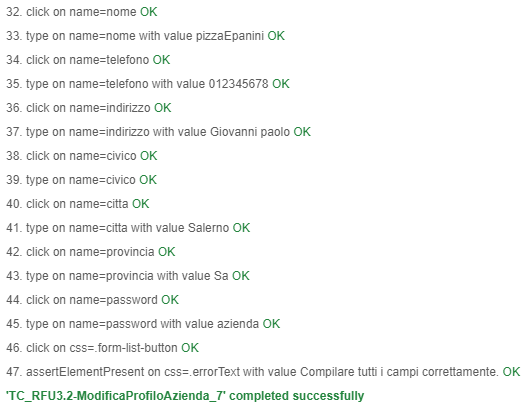 32. click on name=nome OK
33. type on name=nome with value pizzaEpanini OK
34. click on name=telefono OK
35. type on name=telefono with value 012345678 OK
36. click on name=indirizzo OK
37. type on name=indirizzo with value Giovanni paolo OK
38. click on name=civico OK
39. type on name=civico OK
40. click on name=citta OK
41. type on name=citta with value Salerno OK
42. click on name=provincia OK
43. type on name=provincia with value Sa OK
44. click on name=password OK
45. type on name=password with value azienda OK
46. click on css=.form-list-button OK
47. assertElementPresent on css=.errorText with value Compilare tutti i campi correttamente. OK
'TC_RFU3.2-ModificaProfiloAzienda_7' completed successfully